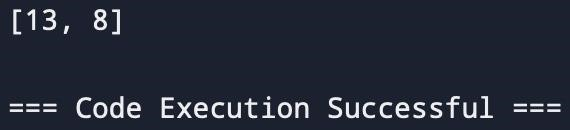 [13, 8]
=== Code Execution Successful ===